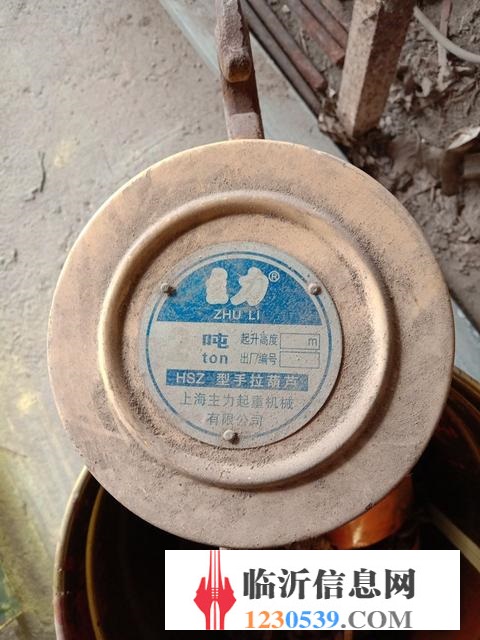 主力®
ZHU LI
吨 起升高度 m
ton 出厂编号
HSZ 型手拉葫芦
上海主力起重机械
有限公司
临沂信息网
1230539.com